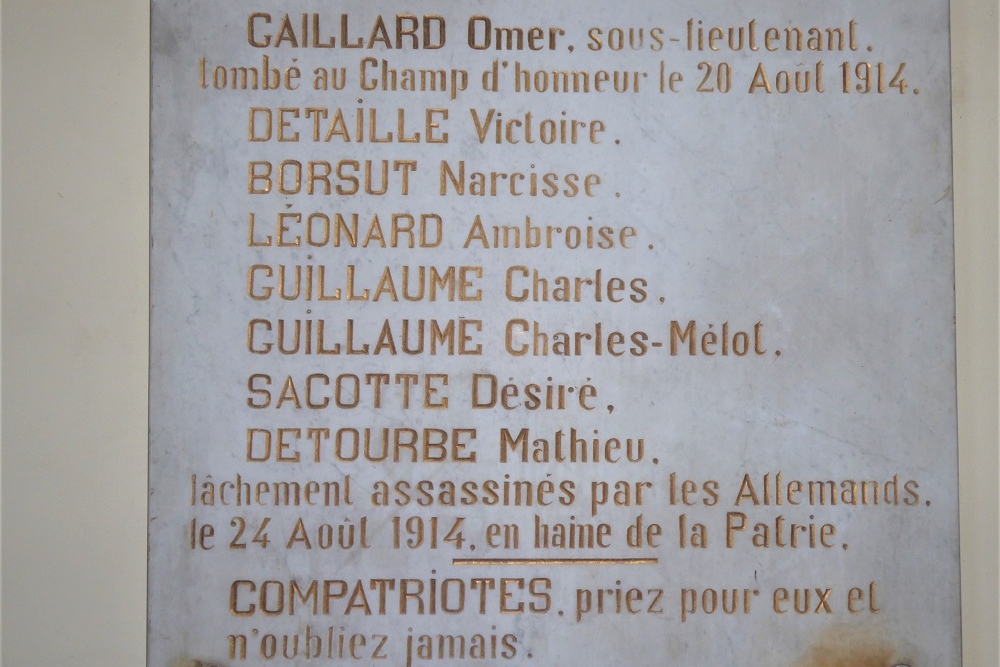 GAILLARD Omer, sous-lieutenant,
tombé au Champ d'honneur le 20 Août 1914.
DETAILLE Victoire,
BORSUT Narcisse,
LÉONARD Ambroise,
GUILLAUME Charles,
GUILLAUME Charles-Mélot,
SACOTTE Désiré,
DETOURBE Mathieu,
lâchement assassinés par les Allemands,
le 24 Août 1914, en haine de la Patrie.
COMPATRIOTES, priez pour eux et
n'oubliez jamais.